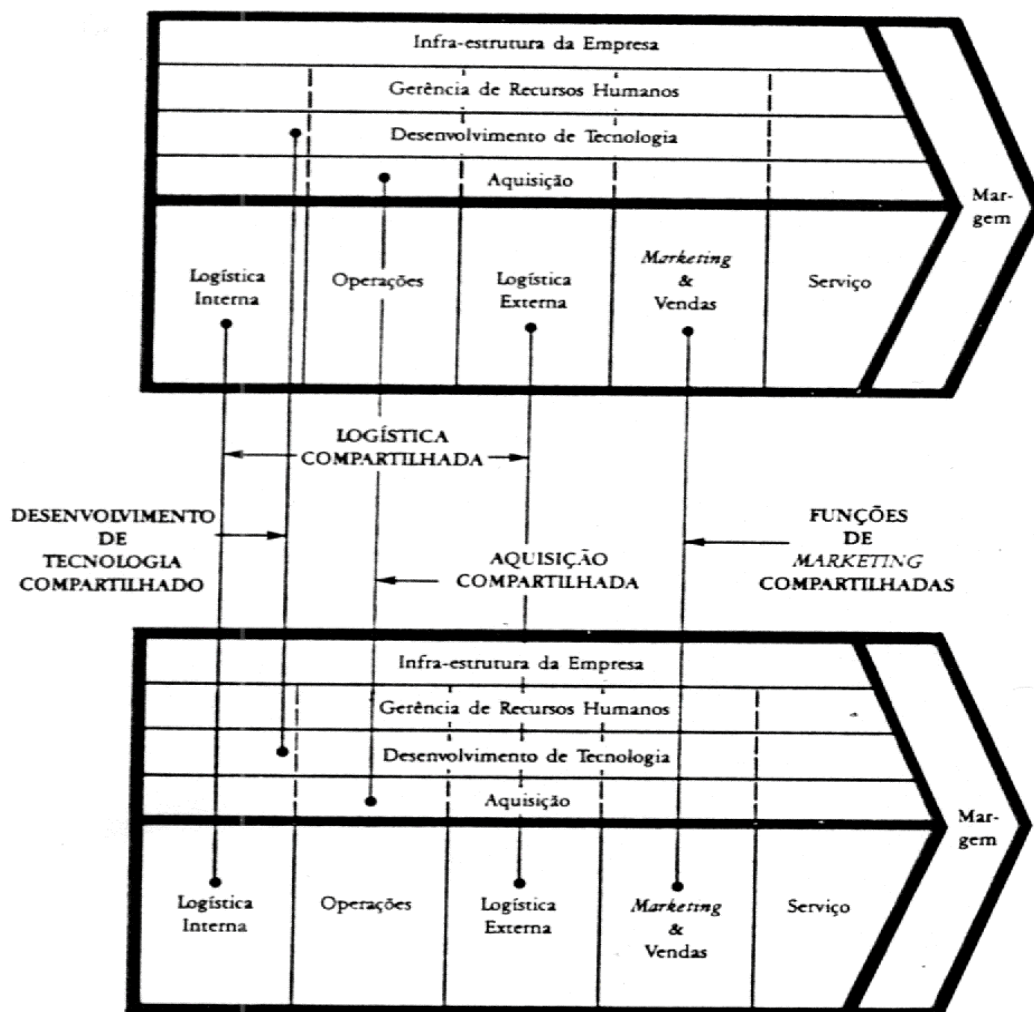 Infra-estrutura da Empresa
Gerência de Recursos Humanos
Desenvolvimento de Tecnologia
Aquisição
Mar-
gem
Logística
Interna
Operações
Logística
Externa
Marketing
&
Vendas
Serviço
LOGÍSTICA
COMPARTILHADA
DESENVOLVIMENTO
DE
TECNOLOGIA
COMPARTILHADO
AQUISIÇÃO
COMPARTILHADA
FUNÇÕES
DE
MARKETING
COMPARTILHADAS
Infra-estrutura da Empresa
Gerência de Recursos Humanos
Desenvolvimento de Tecnologia
Aquisição
Mar-
gem
Logística
Interna
Operações
Logística
Externa
Marketing
&
Vendas
Serviço